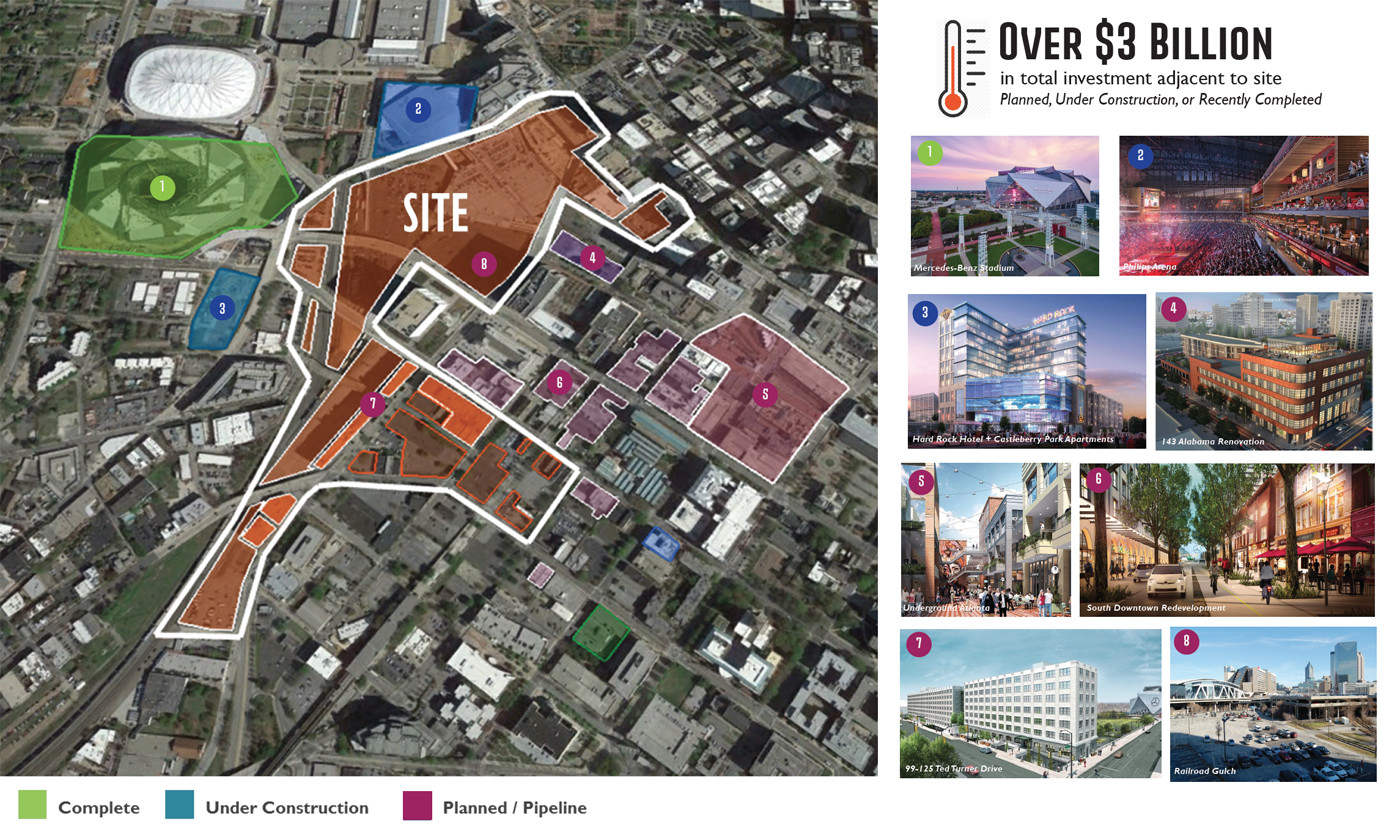 SITE
1
2
3
4
5
6
7
8
OVER $3 BILLION
in total investment adjacent to site
Planned, Under Construction, or Recently Completed
1
Mercedes-Benz Stadium
2
Philips Arena
3
HARD ROCK
Hard Rock Hotel + Castleberry Park Apartments
4
143 Alabama Renovation
5
Underground Atlanta
6
South Downtown Redevelopment
7
99-125 Ted Turner Drive
8
Railroad Gulch
Complete
Under Construction
Planned / Pipeline